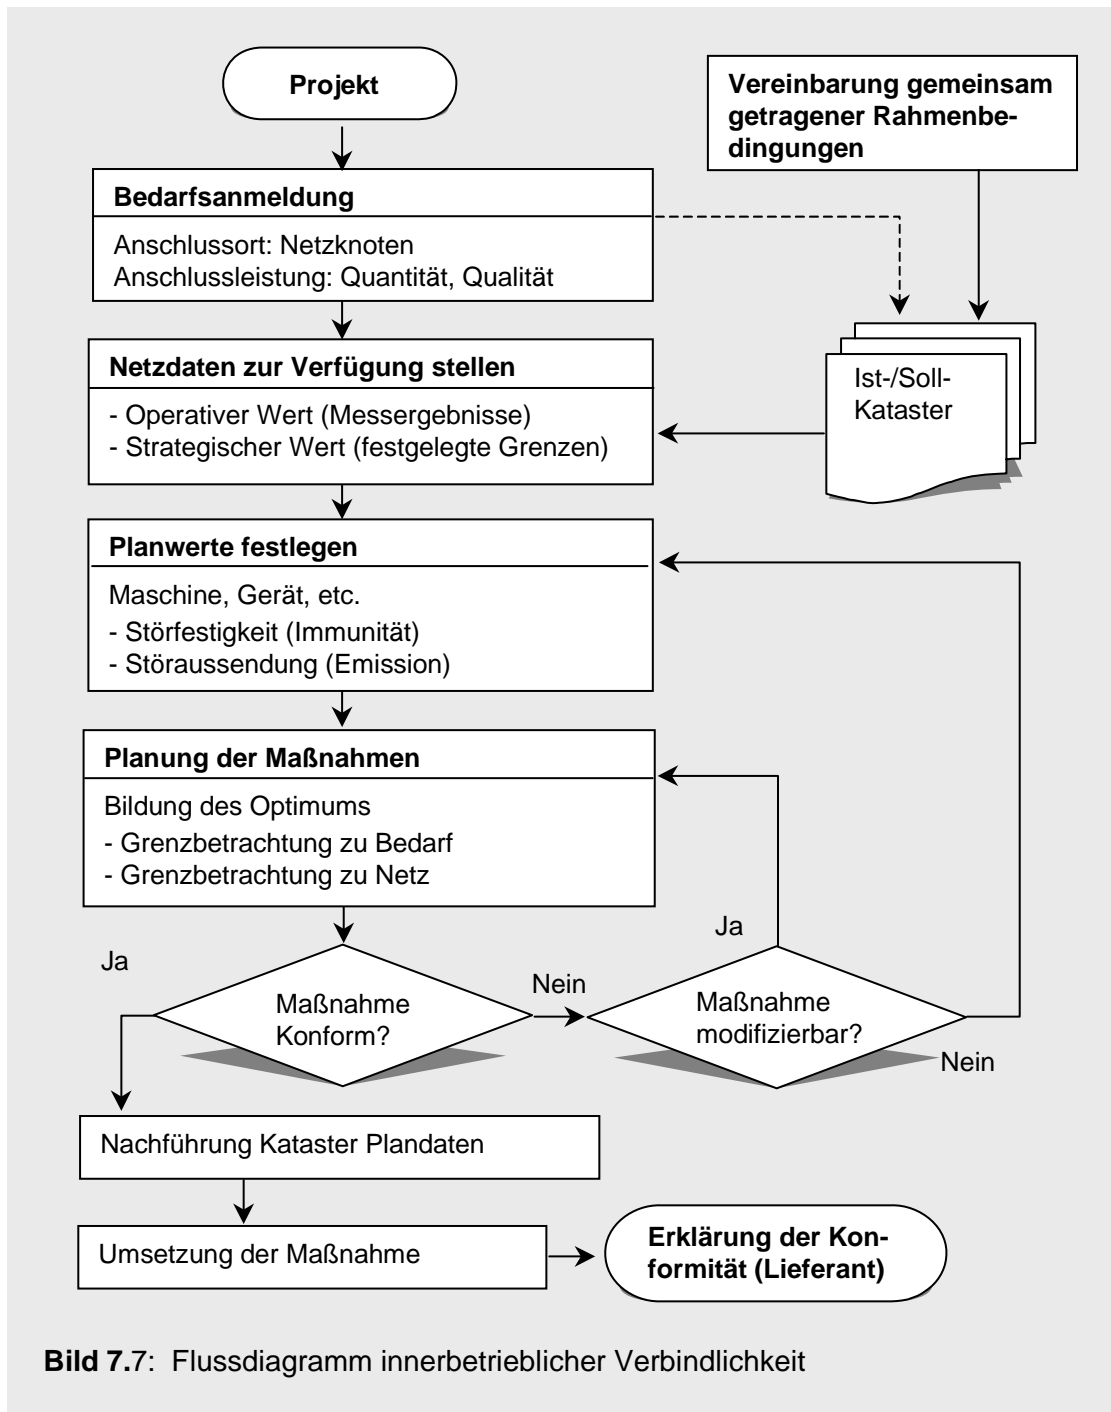 Projekt
Vereinbarung gemeinsam
getragener Rahmenbe-
dingungen
Bedarfsanmeldung
Anschlussort: Netzknoten
Anschlussleistung: Quantität, Qualität
Netzdaten zur Verfügung stellen
- Operativer Wert (Messergebnisse)
- Strategischer Wert (festgelegte Grenzen)
Ist-/Soll-
Kataster
Planwerte festlegen
Maschine, Gerät, etc.
- Störfestigkeit (Immunität)
- Störaussendung (Emission)
Planung der Maßnahmen
Bildung des Optimums
- Grenzbetrachtung zu Bedarf
- Grenzbetrachtung zu Netz
Ja
Maßnahme
Konform?
Nein
Ja
Maßnahme
modifizierbar?
Nein
Nachführung Kataster Plandaten
Umsetzung der Maßnahme
Erklärung der Kon-
formität (Lieferant)
Bild 7.7: Flussdiagramm innerbetrieblicher Verbindlichkeit